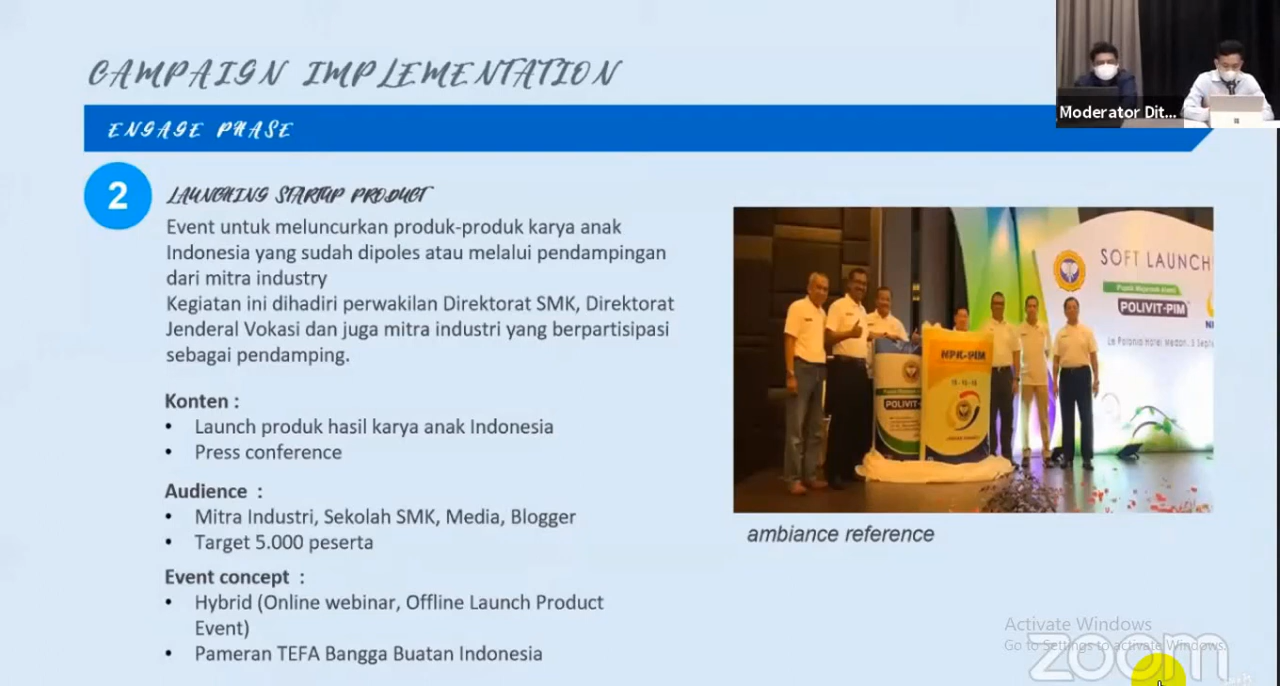 CAMPAIGN IMPLEMENTATION
ENGAGE PHASE
Moderator Dit...
2
LAUNCHING STARTUP PRODUCT
Event untuk meluncurkan produk-produk karya anak
Indonesia yang sudah dipoles atau melalui pendampingan
dari mitra industry
Kegiatan ini dihadiri perwakilan Direktorat SMK, Direktorat
Jenderal Vokasi dan juga mitra industri yang berpartisipasi
sebagai pendamping.
Konten :
• Launch produk hasil karya anak Indonesia
• Press conference
Audience :
• Mitra Industri, Sekolah SMK, Media, Blogger
• Target 5.000 peserta
Event concept :
• Hybrid (Online webinar, Offline Launch Product
Event)
• Pameran TEFA Bangga Buatan Indonesia
SOFT LAUNCH
POLIVIT-PIM
NPK-PIM
POLIVIT-
ambiance reference
Activate Windows
Go to Settings to activate Windows.
zoom